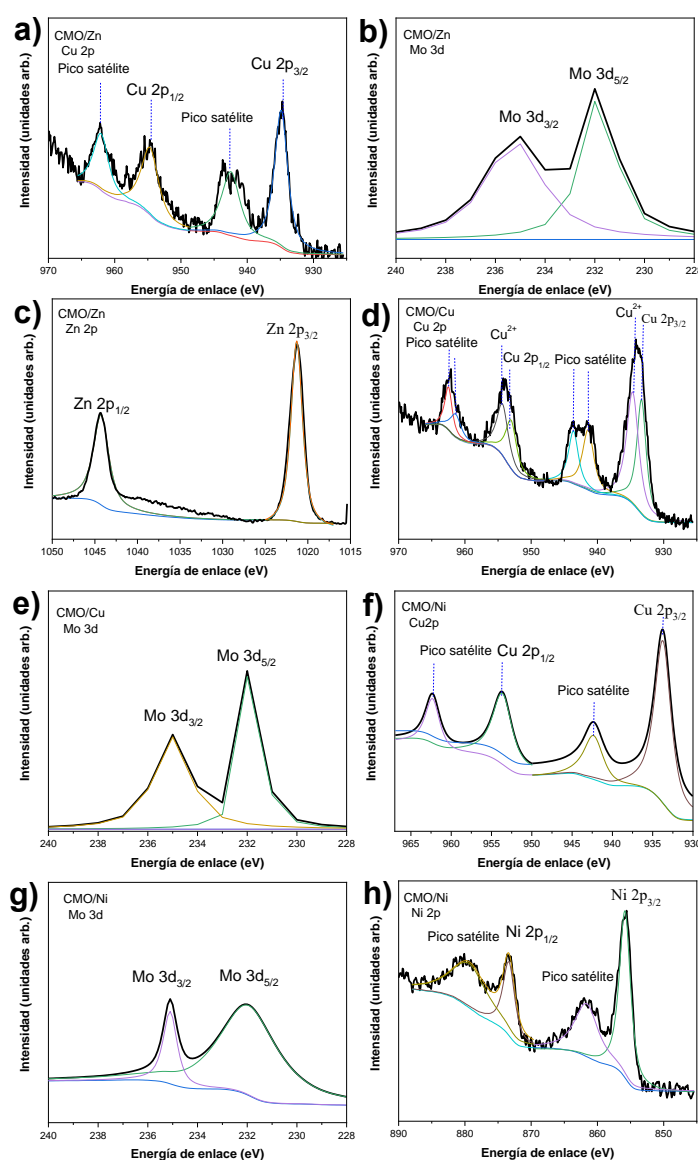 a)
CMO/Zn
Cu 2p
Pico satélite
Cu 2p1/2
Pico satélite
Cu 2p3/2
Intensidad (unidades arb.)
970 960 950 940 930
Energía de enlace (eV)
b)
CMO/Zn
Mo 3d
Mo 3d3/2
Mo 3d5/2
Intensidad (unidades arb.)
240 238 236 234 232 230 228
Energía de enlace (eV)
c)
CMO/Zn
Zn 2p
Zn 2p1/2
Zn 2p3/2
Intensidad (unidades arb.)
1050 1045 1040 1035 1030 1025 1020 1015
Energía de enlace (eV)
d)
CMO/Cu
Cu 2p
Pico satélite
Cu2+
Cu 2p1/2
Pico satélite
Cu2+
Cu 2p3/2
Intensidad (unidades arb.)
970 960 950 940 930
Energía de enlace (eV)
e)
CMO/Cu
Mo 3d
Mo 3d3/2
Mo 3d5/2
Intensidad (unidades arb.)
240 238 236 234 232 230 228
Energía de enlace (eV)
f)
CMO/Ni
Cu2p
Pico satélite
Cu 2p1/2
Pico satélite
Cu 2p3/2
Intensidad (unidades arb.)
965 960 955 950 945 940 935 930
Energía de enlace (eV)
g)
CMO/Ni
Mo 3d
Mo 3d3/2
Mo 3d5/2
Intensidad (unidades arb.)
240 238 236 234 232 230 228
Energía de enlace (eV)
h)
CMO/Ni
Ni 2p
Pico satélite
Ni 2p1/2
Pico satélite
Ni 2p3/2
Intensidad (unidades arb.)
890 880 870 860 850
Energía de enlace (eV)